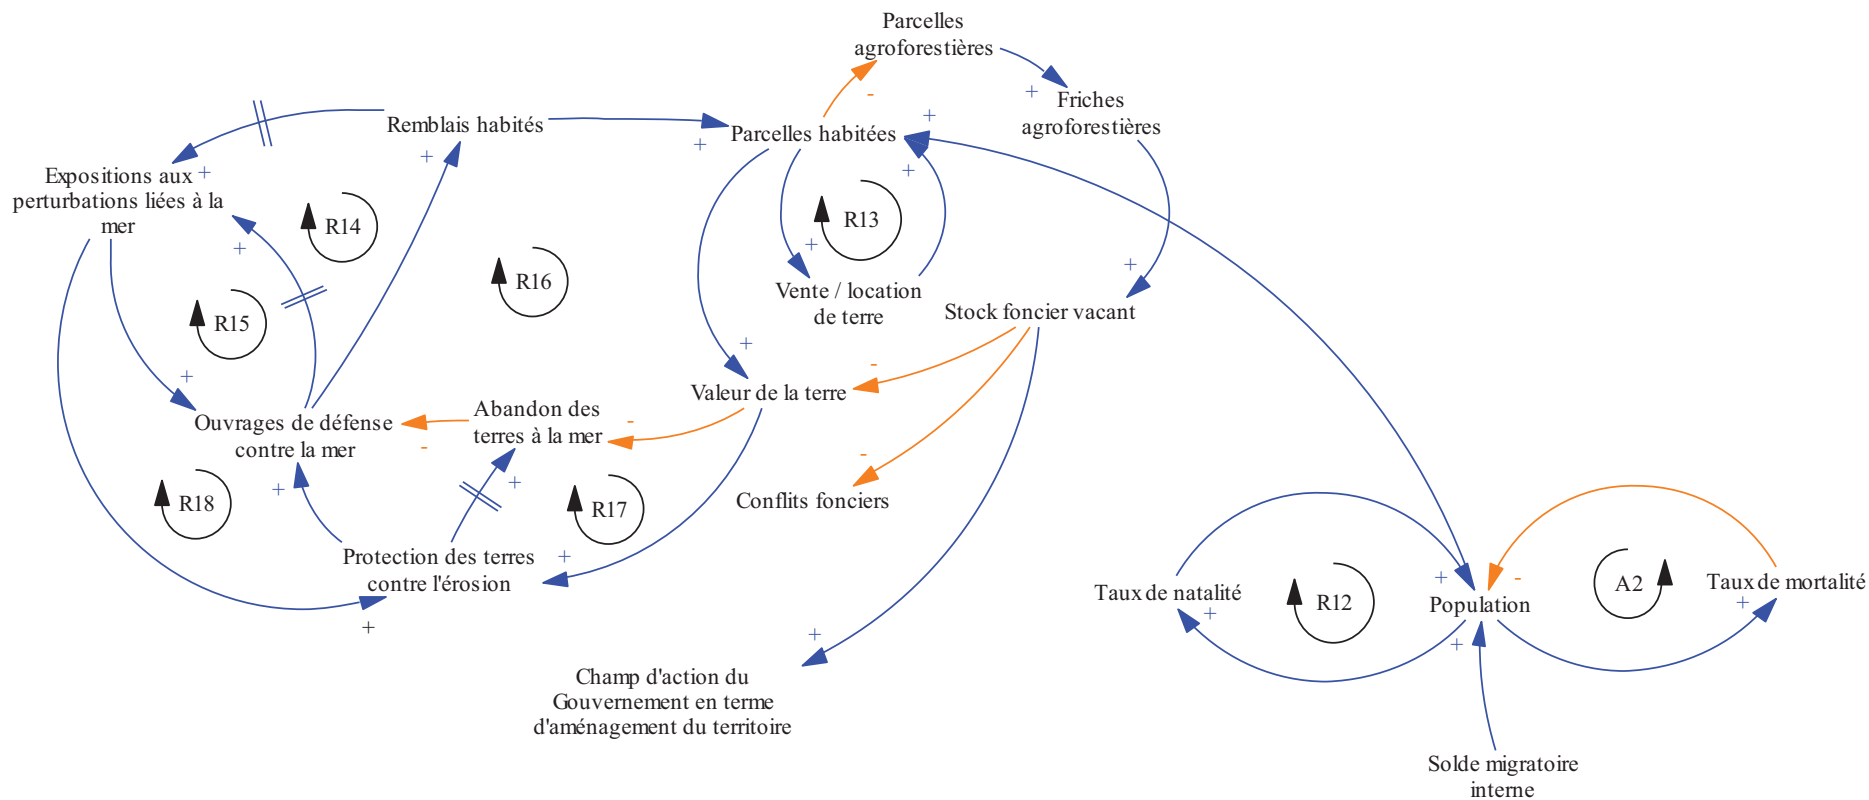 Parcelles
agroforestières
+
-
Friches
agroforestières
Remblais habités
+
+
Parcelles habitées
+
+
Expositions aux +
perturbations liées à la
mer
R14
R13
+
+
R16
+
Vente / location
de terre
Stock foncier vacant
R15
+
+
-
Valeur de la terre
Ouvrages de défense
contre la mer
-
Abandon des
terres à la mer
-
+
+
-
Conflits fonciers
R18
R17
Protection des terres
contre l'érosion
+
+
+
Champ d'action du
Gouvernement en terme
d'aménagement du territoire
Taux de natalité
+
R12
+
Population
+
-
A2
Taux de mortalité
+
Solde migratoire
interne